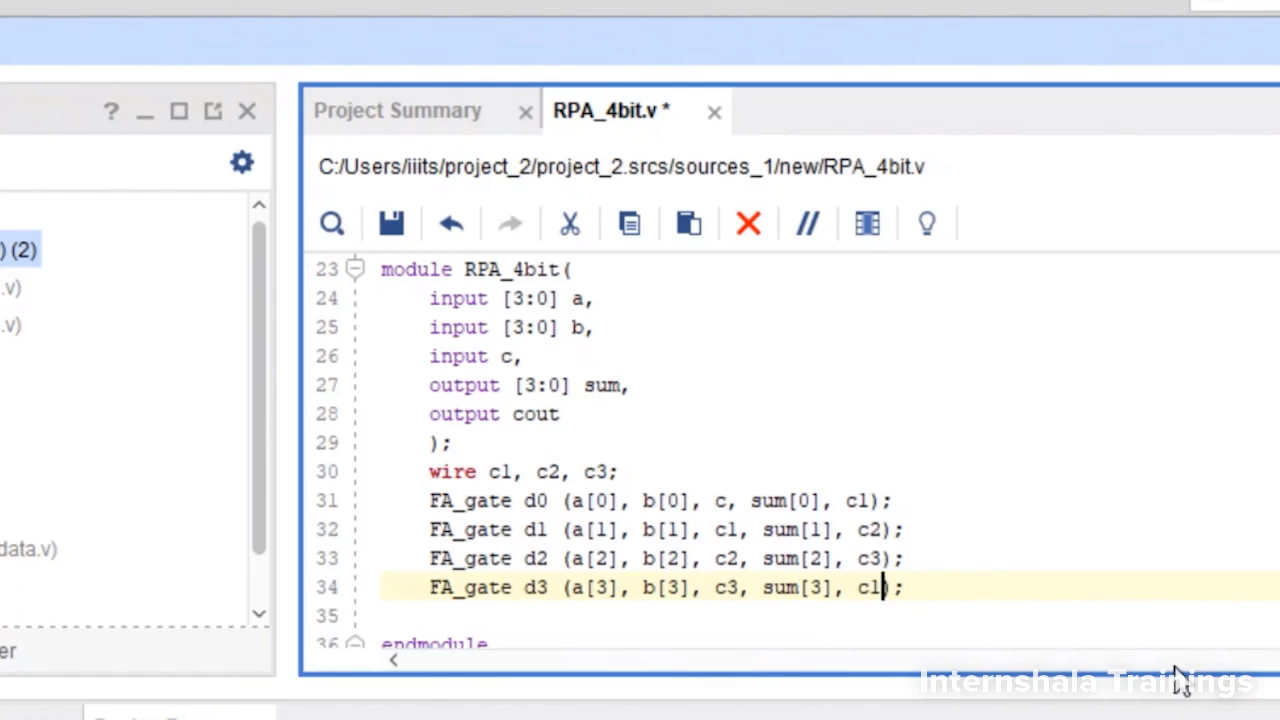 Project Summary
RPA_4bit.v *
C:/Users/iiits/project_2/project_2.srcs/sources_1/new/RPA_4bit.v
) (2)
.v)
.v)
data.v)
er
23 module RPA_4bit(
24 input [3:0] a,
25 input [3:0] b,
26 input c,
27 output [3:0] sum,
28 output cout
29 );
30 wire c1, c2, c3;
31 FA_gate d0 (a[0], b[0], c, sum[0], c1);
32 FA_gate d1 (a[1], b[1], c1, sum[1], c2);
33 FA_gate d2 (a[2], b[2], c2, sum[2], c3);
34 FA_gate d3 (a[3], b[3], c3, sum[3], c1);
35
36 endmodule
Internshala Trainings